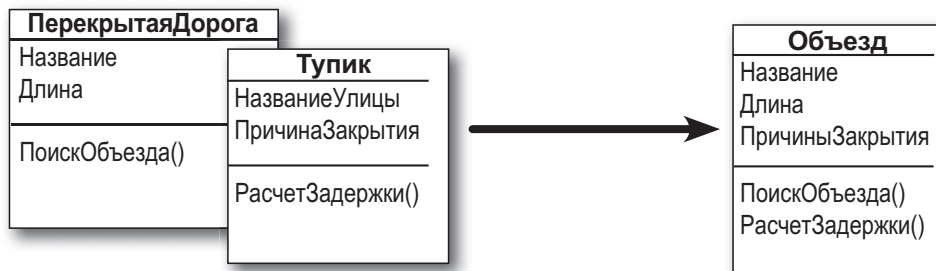 ПерекрытаяДорога
Название
Длина
ПоискОбъезда()
Тупик
НазваниеУлицы
ПричинаЗакрытия
РасчетЗадержки()
Объезд
Название
Длина
ПричиныЗакрытия
ПоискОбъезда()
РасчетЗадержки()